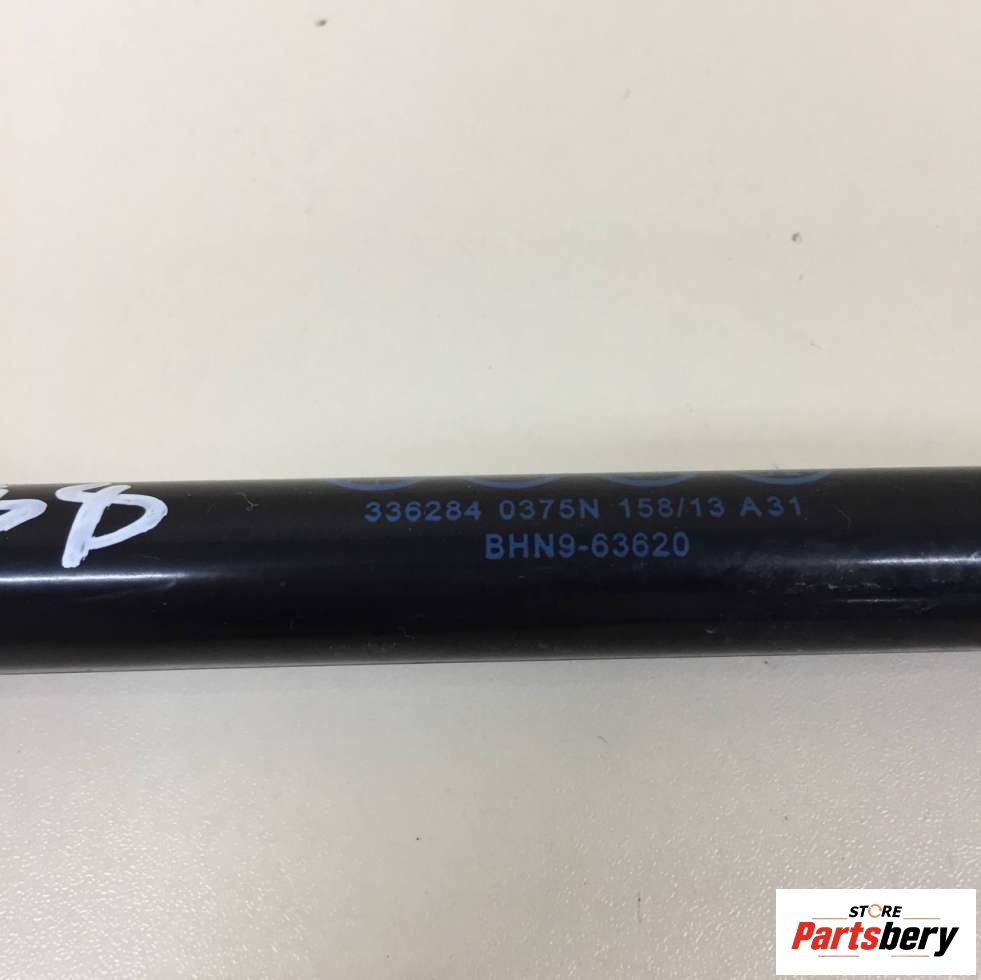 336284 0375N 158/13 A31
BHN9-63620
STORE
Partsbery